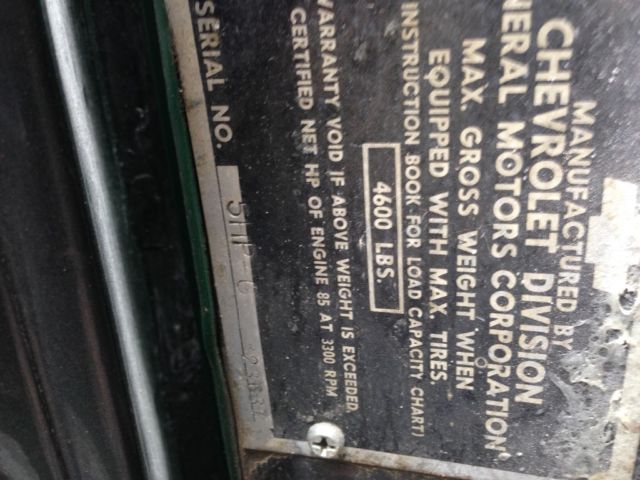 MANUFACTURED BY
CHEVROLET DIVISION
NERAL MOTORS CORPORATION
MAX. GROSS WEIGHT WHEN
EQUIPPED WITH MAX. TIRES.
INSTRUCTION BOOK FOR LOAD CAPACITY CHART)
4600 LBS.
WARRANTY VOID IF ABOVE WEIGHT IS EXCEEDED
CERTIFIED NET HP OF ENGINE 85 AT 3300 RPM
SERIAL NO. 5HP-6